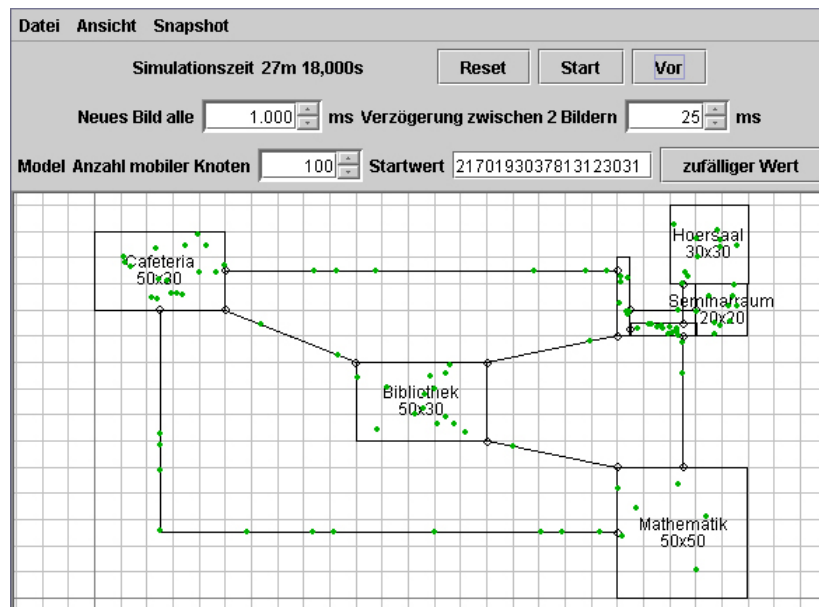 Datei Ansicht Snapshot
Simulationszeit 27m 18,000s Reset Start Vor
Neues Bild alle 1.000 ms Verzögerung zwischen 2 Bildern 25 ms
Model Anzahl mobiler Knoten 100 Startwert 2170193037813123031 zufälliger Wert
Hoersaal
30x30
Cafeteria
50x30
Seminarraum
20x20
Bibliothek
50x30
Mathematik
50x50